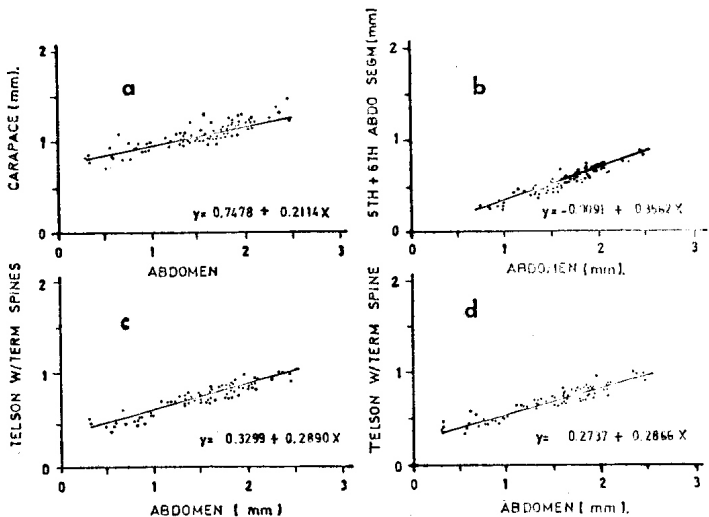 a
CARAPACE (mm).
2
1
0
y= 0.7478 + 0.2114X
0 1 2 3
ABDOMEN
b
5TH + 6TH ABDO SEGM (mm)
2
1
0
0 1 2 3
ABDOMEN (mm).
c
TELSON W/TERM SPINES
2
1
0
y= 0.3299 + 0.2890X
0 1 2 3
ABDOMEN ( mm)
d
TELSON W/TERM SPINE
2
1
0
y= 0.2737 + 0.2866 X
0 1 2 3
ABDOMEN (mm).